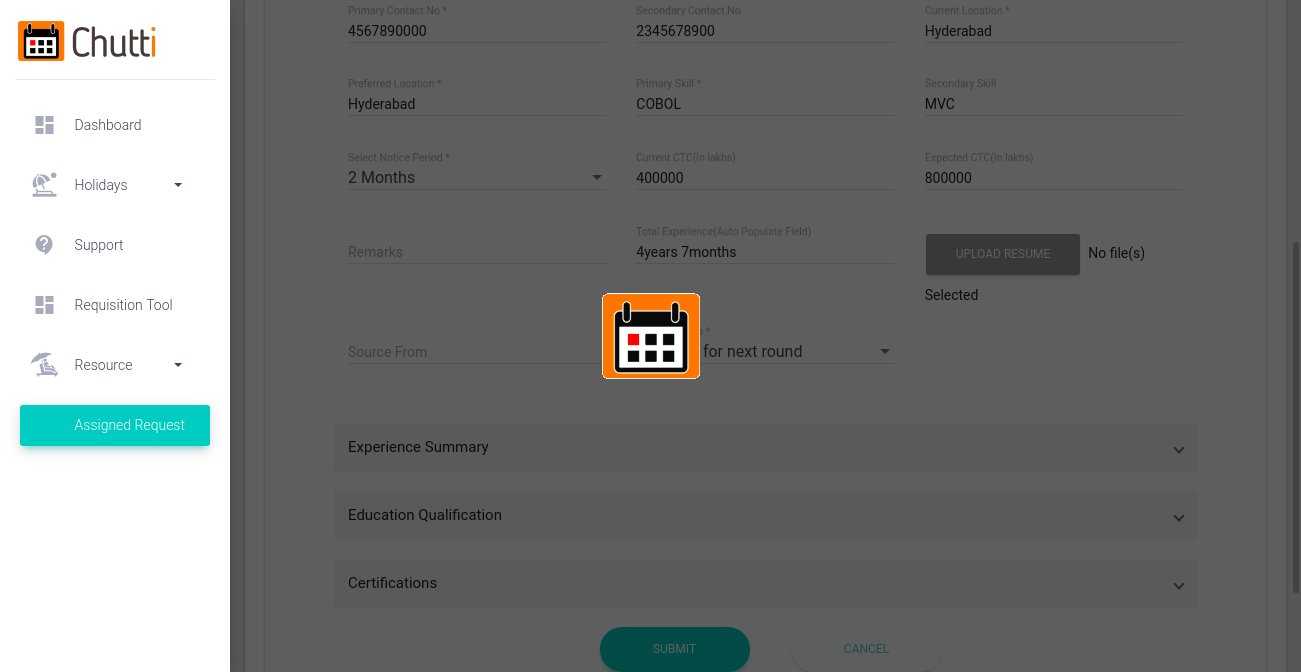 Chutti
Dashboard
Holidays
Support
Requisition Tool
Resource
Assigned Request
Primary Contact.No * Secondary Contact.No Current Location *
4567890000 2345678900 Hyderabad
Preferred Location * Primary Skill * Secondary Skill
Hyderabad COBOL MVC
Select Notice Period * Current CTC(In lakhs) Expected CTC(In lakhs)
2 Months 400000 800000
Total Experience(Auto Populate Field)
Remarks 4years 7months UPLOAD RESUME No file(s)
Selected
Source From for next round
Experience Summary
Education Qualification
Certifications
SUBMIT CANCEL